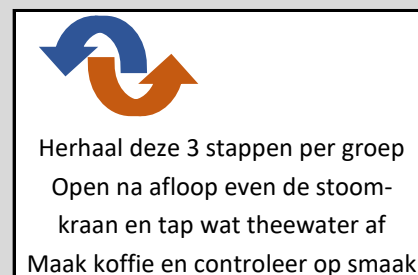 Herhaal deze 3 stappen per groep
Open na afloop even de stoom-
kraan en tap wat theewater af
Maak koffie en controleer op smaak